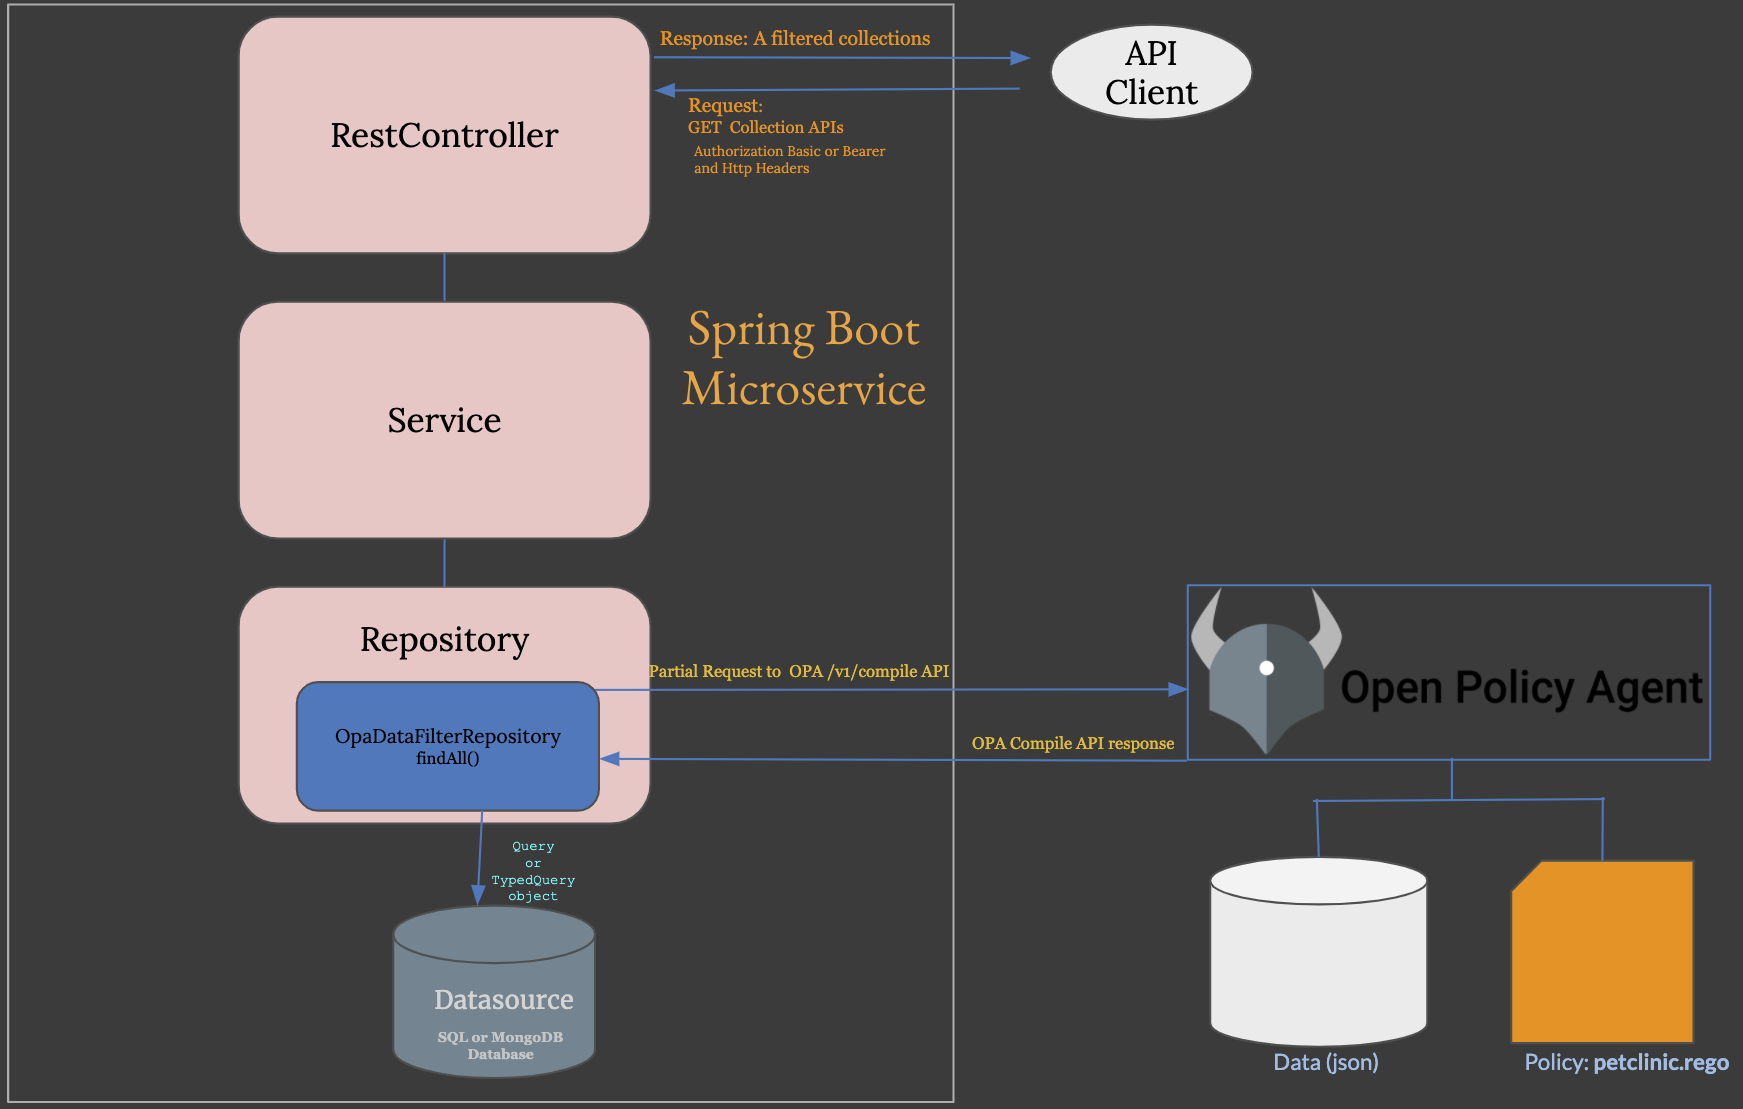 Response: A filtered collections
API
Client
Request:
GET  Collection APIs
Authorization Basic or Bearer
and Http Headers
RestController
Spring Boot
Microservice
Service
Repository
Partial Request to  OPA /v1/compile API
Open Policy Agent
OpaDataFilterRepository
findAll()
OPA Compile API response
Query
or
TypedQuery
object
Datasource
SQL or MongoDB
Database
Data (json)
Policy: petclinic.rego